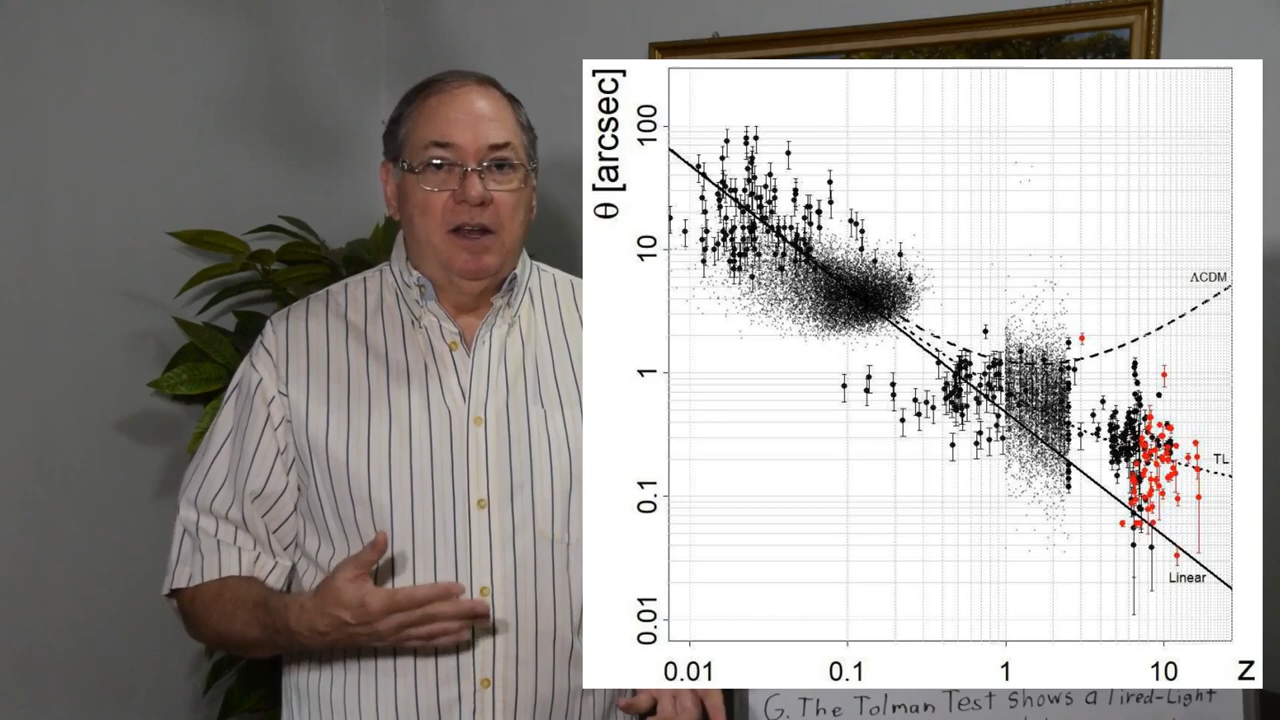 θ [arcsec]
100
10
1
0.1
0.01
ΛCDM
TL
Linear
0.01 0.1 1 10 z
G. The Tolman Test Shows a Tired-Light